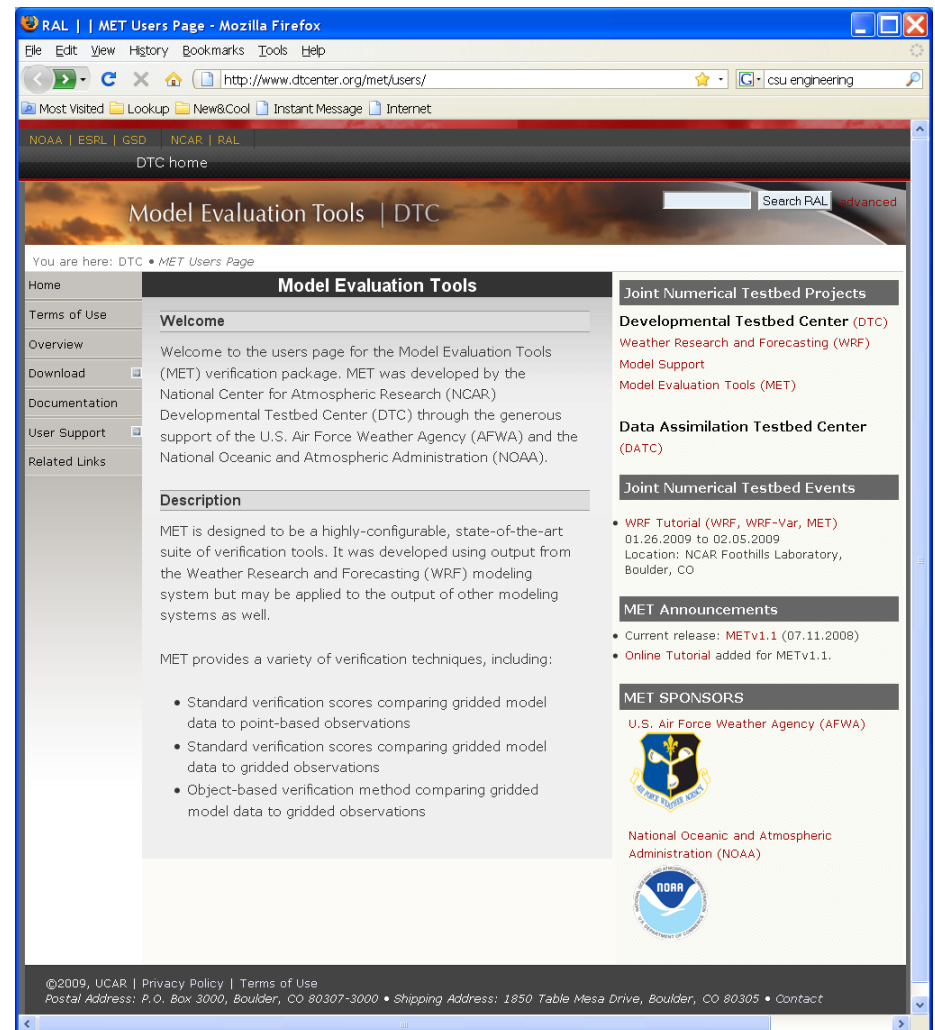 RAL | | MET Users Page - Mozilla Firefox
File Edit View History Bookmarks Tools Help
http://www.dtcenter.org/met/users/
G csu engineering
Most Visited Lookup New&Cool Instant Message Internet
NOAA | ESRL | GSD NCAR | RAL
DTC home
Model Evaluation Tools | DTC
Search RAL advanced
You are here: DTC • MET Users Page
Home
Terms of Use
Overview
Download
Documentation
User Support
Related Links
Model Evaluation Tools
Welcome
Welcome to the users page for the Model Evaluation Tools
(MET) verification package. MET was developed by the
National Center for Atmospheric Research (NCAR)
Developmental Testbed Center (DTC) through the generous
support of the U.S. Air Force Weather Agency (AFWA) and the
National Oceanic and Atmospheric Administration (NOAA).
Description
MET is designed to be a highly-configurable, state-of-the-art
suite of verification tools. It was developed using output from
the Weather Research and Forecasting (WRF) modeling
system but may be applied to the output of other modeling
systems as well.
MET provides a variety of verification techniques, including:
• Standard verification scores comparing gridded model
data to point-based observations
• Standard verification scores comparing gridded model
data to gridded observations
• Object-based verification method comparing gridded
model data to gridded observations
Joint Numerical Testbed Projects
Developmental Testbed Center (DTC)
Weather Research and Forecasting (WRF)
Model Support
Model Evaluation Tools (MET)
Data Assimilation Testbed Center
(DATC)
Joint Numerical Testbed Events
• WRF Tutorial (WRF, WRF-Var, MET)
01.26.2009 to 02.05.2009
Location: NCAR Foothills Laboratory,
Boulder, CO
MET Announcements
• Current release: METv1.1 (07.11.2008)
• Online Tutorial added for METv1.1.
MET SPONSORS
U.S. Air Force Weather Agency (AFWA)
AIR FORCE WEATHER AGENCY
National Oceanic and Atmospheric
Administration (NOAA)
NATIONAL OCEANIC AND ATMOSPHERIC ADMINISTRATION
NOAA
U.S. DEPARTMENT OF COMMERCE
©2009, UCAR | Privacy Policy | Terms of Use
Postal Address: P.O. Box 3000, Boulder, CO 80307-3000 • Shipping Address: 1850 Table Mesa Drive, Boulder, CO 80305 • Contact